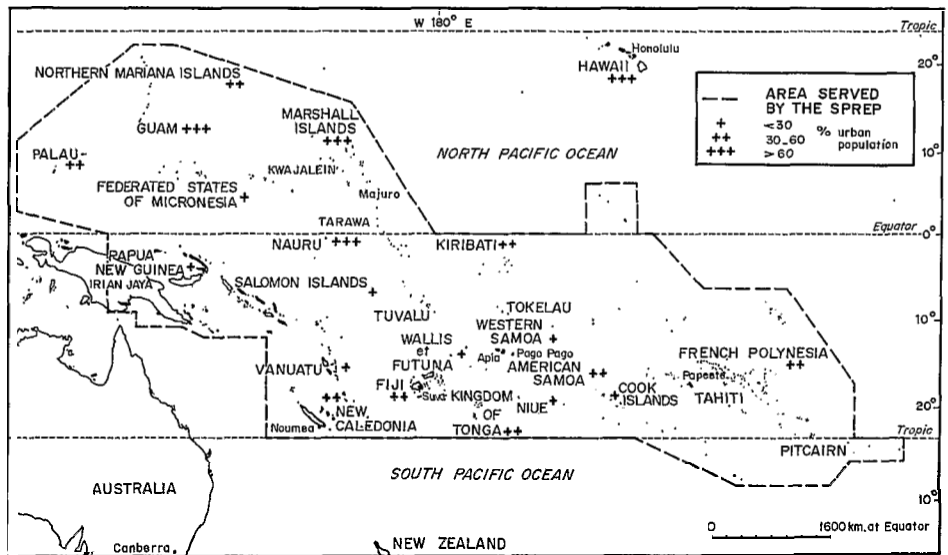 W 180° E
Tropic
Honolulu
HAWAII
+++
20°
NORTHERN MARIANA ISLANDS
++
AREA SERVED
BY THE SPREP
+ <30
++ 30_60 % urban
+++ >60 population
MARSHALL
ISLANDS
+++
GUAM +++
PALAU
++
NORTH PACIFIC OCEAN
10°
KWAJALEIN
FEDERATED STATES
OF MICRONESIA +
Majuro
TARAWA
Equator
0°
NAURU +++
KIRIBATI ++
PAPUA
NEW GUINEA +
IRIAN JAYA
SALOMON ISLANDS +
TUVALU
TOKELAU
10°
WESTERN
SAMOA +
WALLIS
et
FUTUNA +
Apia
Pago Pago
AMERICAN
SAMOA ++
FRENCH POLYNESIA
++
VANUATU +
FIJI
++
Suva
Papeete
TAHITI
COOK
ISLANDS
+
NIUE +
KINGDOM
OF
TONGA ++
20°
++
NEW
CALEDONIA
Noumea
Tropic
PITCAIRN
SOUTH PACIFIC OCEAN
AUSTRALIA
10°
0 1600 km. at Equator
Canberra
NEW ZEALAND